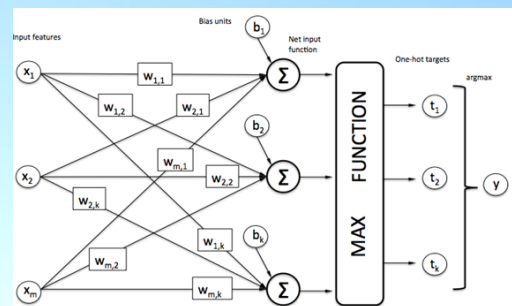 Input features
Bias units
b1
Net input
function
One-hot targets
argmax
x1
w1,1
Σ
w1,2
w2,1
t1
b2
wm,1
x2
w2,2
Σ
MAX FUNCTION
t2
y
w2,k
bk
w1,k
wm,2
tk
xm
wm,k
Σ